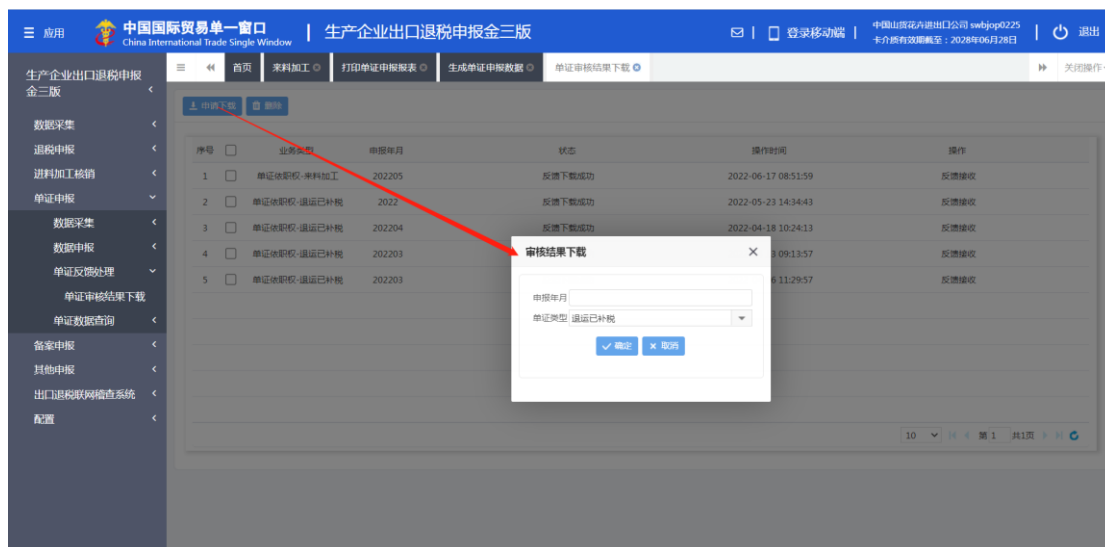 应用
中国国际贸易单一窗口
China International Trade Single Window
生产企业出口退税申报金三版
登录移动端
中国山货花卉进出口公司 swbjop0225
卡介质有效期截至：2028年06月28日
退出
生产企业出口退税申报
金三版
首页 来料加工 打印单证申报报表 生成单证申报数据 单证审核结果下载 关闭操作
申请下载 删除
数据采集
退税申报
进料加工核销
单证申报
数据采集
数据申报
单证反馈处理
单证审核结果下载
单证数据查询
备案申报
其他申报
出口退税联网稽查系统
配置
序号 业务类型 申报年月 状态 操作时间 操作
1 单证依职权-来料加工 202205 反馈下载成功 2022-06-17 08:51:59 反馈接收
2 单证依职权-退运已补税 2022 反馈下载成功 2022-05-23 14:34:43 反馈接收
3 单证依职权-退运已补税 202204 反馈下载成功 2022-04-18 10:24:13 反馈接收
4 单证依职权-退运已补税 202203 3 09:13:57 反馈接收
5 单证依职权-退运已补税 202203 6 11:29:57 反馈接收
审核结果下载
申报年月
单证类型 退运已补税
确定 取消
10 第 1 共1页